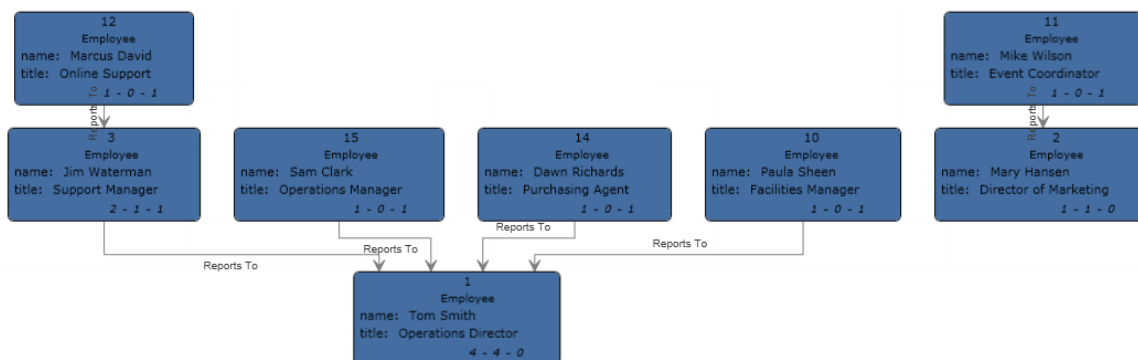 12
Employee
name: Marcus David
title: Online Support
1 - 0 - 1
11
Employee
name: Mike Wilson
title: Event Coordinator
1 - 0 - 1
Reports To
Reports To
3
Employee
name: Jim Waterman
title: Support Manager
2 - 1 - 1
15
Employee
name: Sam Clark
title: Operations Manager
1 - 0 - 1
14
Employee
name: Dawn Richards
title: Purchasing Agent
1 - 0 - 1
10
Employee
name: Paula Sheen
title: Facilities Manager
1 - 0 - 1
2
Employee
name: Mary Hansen
title: Director of Marketing
1 - 1 - 0
Reports To
Reports To
Reports To
Reports To
1
Employee
name: Tom Smith
title: Operations Director
4 - 4 - 0